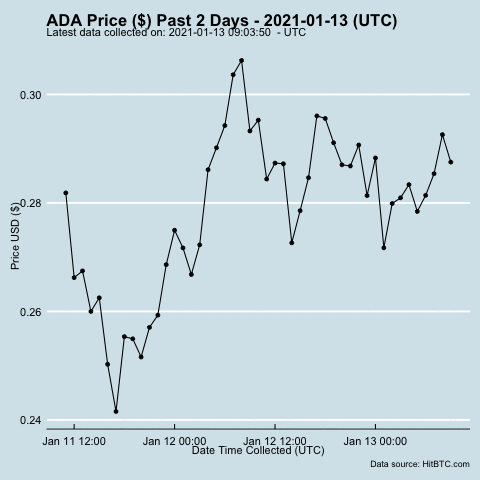 ADA Price ($) Past 2 Days - 2021-01-13 (UTC)
Latest data collected on: 2021-01-13 09:03:50  - UTC
0.30
0.28
0.26
0.24
Price USD ($)
Jan 11 12:00
Jan 12 00:00
Jan 12 12:00
Jan 13 00:00
Date Time Collected (UTC)
Data source: HitBTC.com